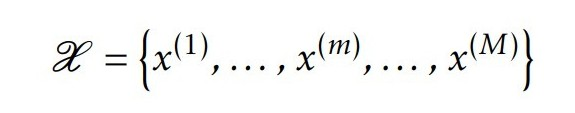 𝒳 = {x^(1), … , x^(m), … , x^(M)}